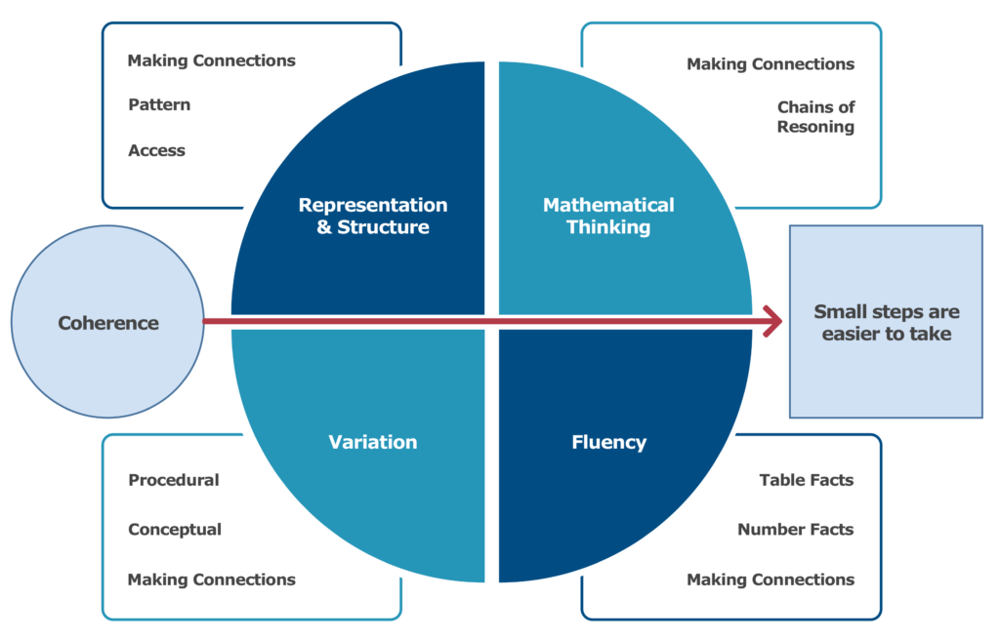 Making Connections
Pattern
Access
Making Connections
Chains of
Resoning
Representation
& Structure
Mathematical
Thinking
Coherence
Small steps are
easier to take
Variation
Fluency
Procedural
Conceptual
Making Connections
Table Facts
Number Facts
Making Connections